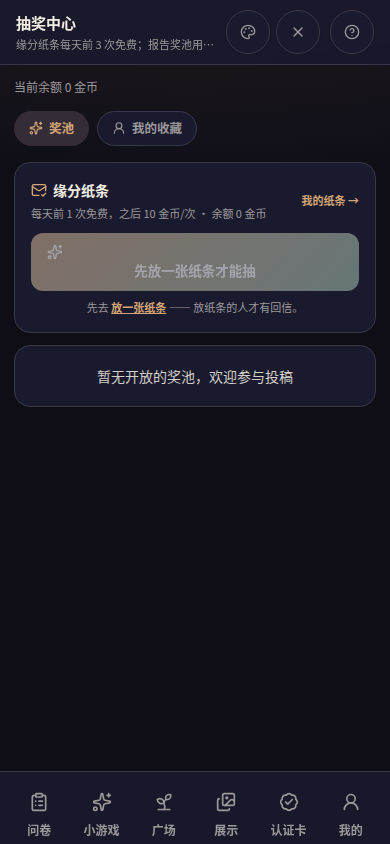 抽奖中心
缘分纸条每天前 3 次免费；报告奖池用…
当前余额 0 金币
奖池
我的收藏
缘分纸条
每天前 1 次免费，之后 10 金币/次 · 余额 0 金币
我的纸条 →
先放一张纸条才能抽
先去 放一张纸条 —— 放纸条的人才有回信。
暂无开放的奖池，欢迎参与投稿
问卷
小游戏
广场
展示
认证卡
我的